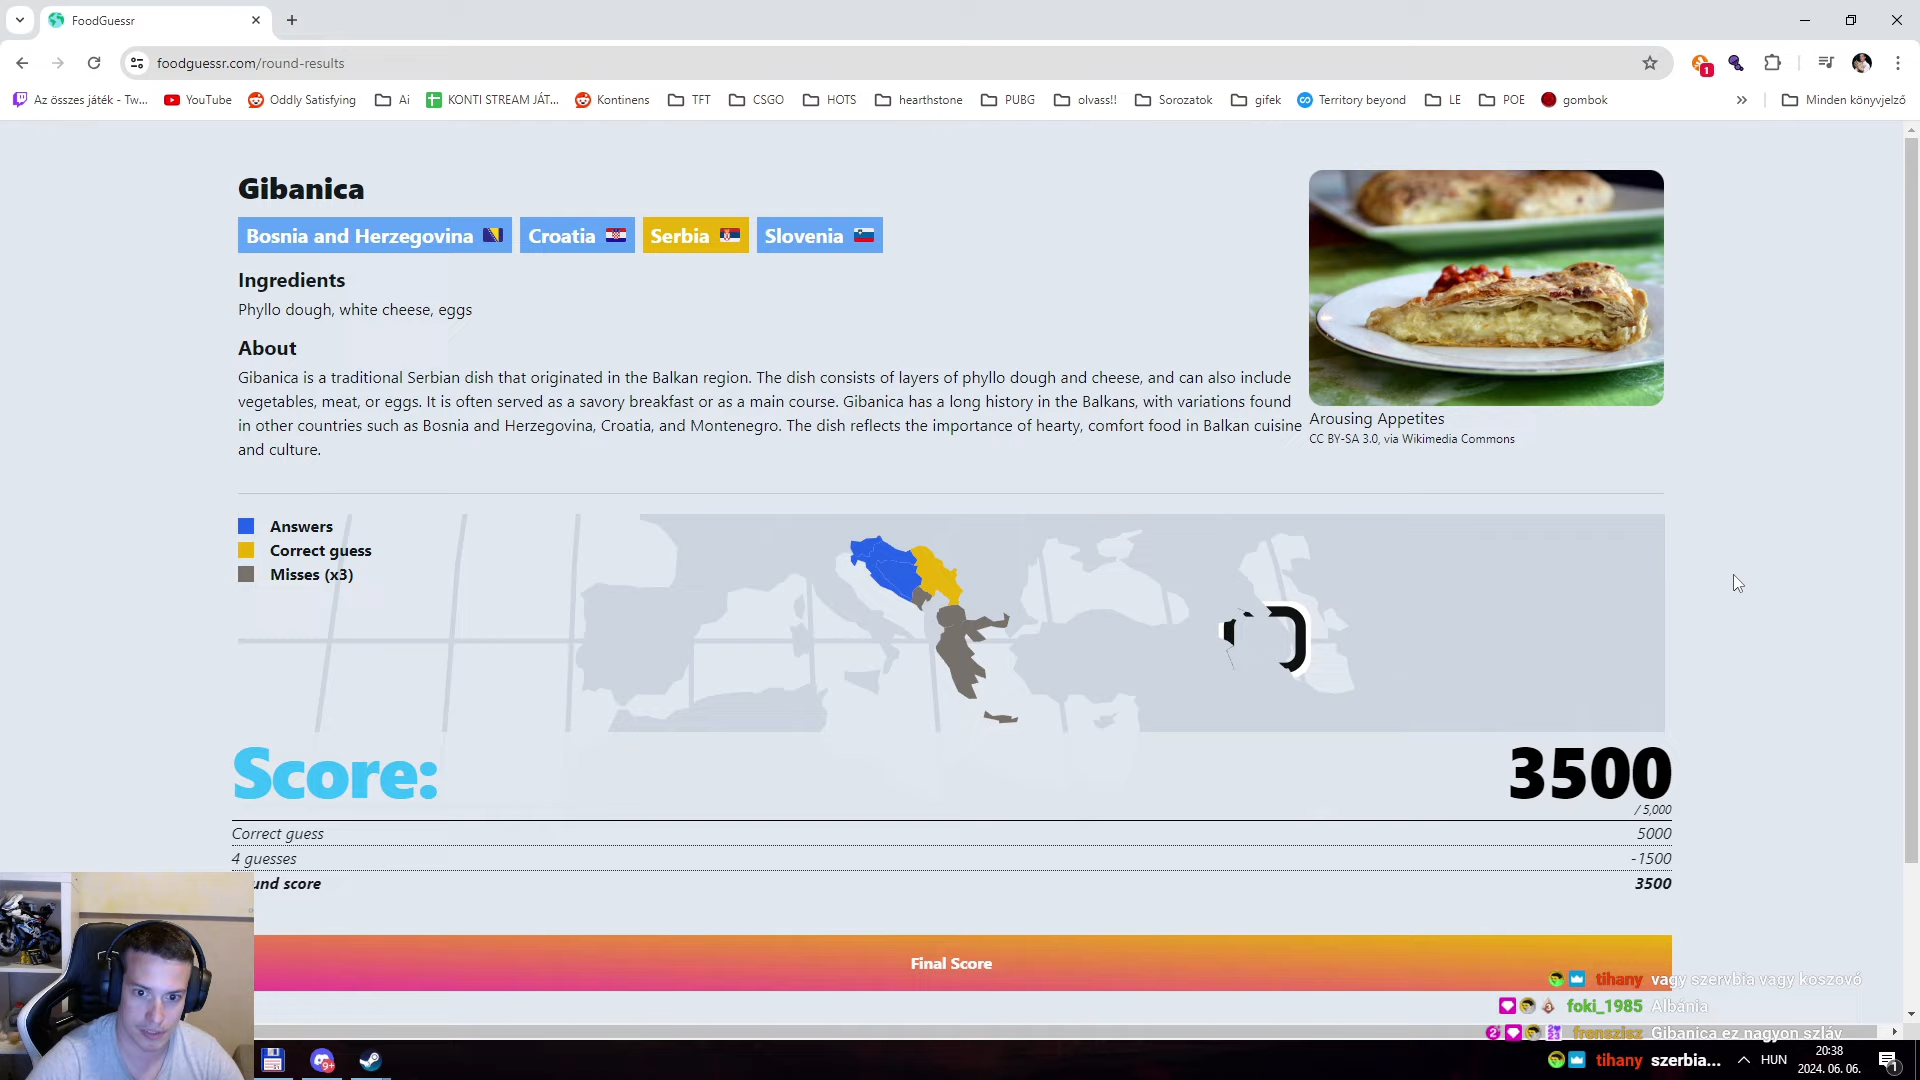 FoodGuessr
foodguessr.com/round-results
1
Az összes játék - Tw...
YouTube
Oddly Satisfying
Ai
KONTI STREAM JÁT...
Kontinens
TFT
CSGO
HOTS
hearthstone
PUBG
olvass!!
Sorozatok
gifek
Territory beyond
LE
POE
gombok
Minden könyvjelző
Gibanica
Bosnia and Herzegovina
Croatia
Serbia
Slovenia
Ingredients
Phyllo dough, white cheese, eggs
About
Gibanica is a traditional Serbian dish that originated in the Balkan region. The dish consists of layers of phyllo dough and cheese, and can also include
vegetables, meat, or eggs. It is often served as a savory breakfast or as a main course. Gibanica has a long history in the Balkans, with variations found
in other countries such as Bosnia and Herzegovina, Croatia, and Montenegro. The dish reflects the importance of hearty, comfort food in Balkan cuisine
and culture.
Arousing Appetites
CC BY-SA 3.0, via Wikimedia Commons
Answers
Correct guess
Misses (x3)
Score:
3500
/ 5,000
Correct guess 5000
4 guesses -1500
und score 3500
Final Score
tihany vagy szervbia vagy koszovó
foki_1985 Albánia
frenszisz Gibanica ez nagyon szláv
tihany szerbia...
9+
HUN
20:38
2024. 06. 06.
1